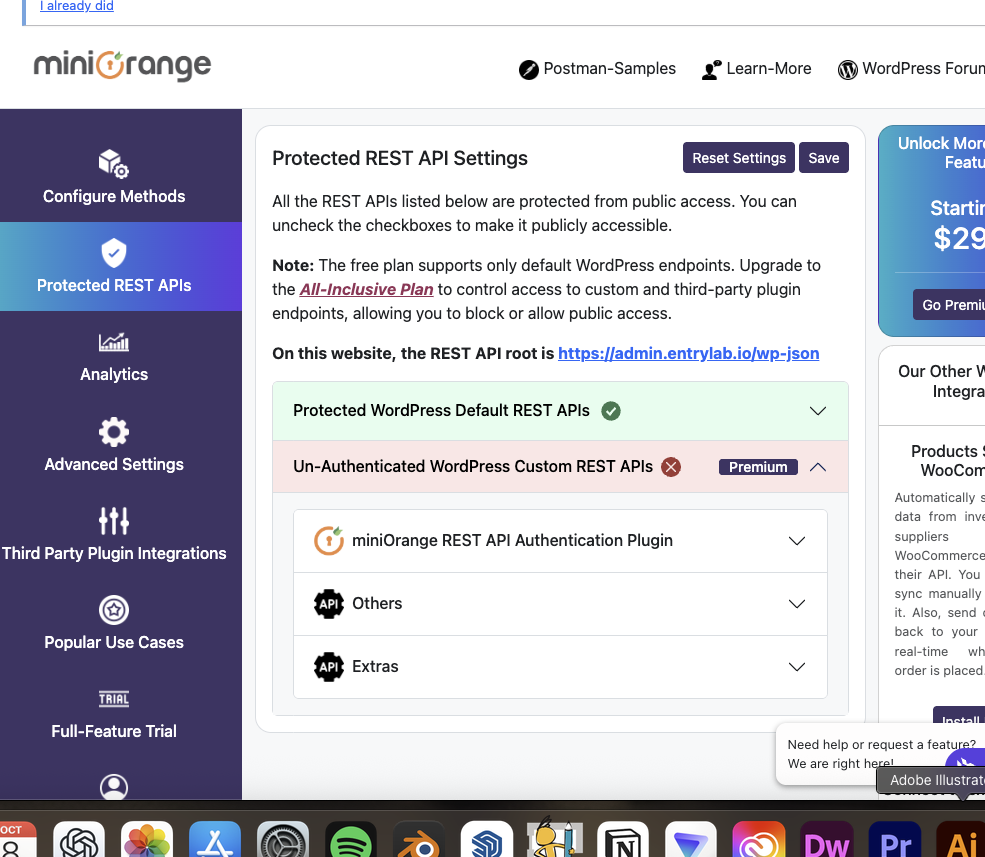 I already did
miniOrange
Postman-Samples
Learn-More
WordPress Forum
Configure Methods
Protected REST APIs
Analytics
Advanced Settings
Third Party Plugin Integrations
Popular Use Cases
TRIAL
Full-Feature Trial
Protected REST API Settings
Reset Settings
Save
All the REST APIs listed below are protected from public access. You can
uncheck the checkboxes to make it publicly accessible.
Note: The free plan supports only default WordPress endpoints. Upgrade to
the All-Inclusive Plan to control access to custom and third-party plugin
endpoints, allowing you to block or allow public access.
On this website, the REST API root is https://admin.entrylab.io/wp-json
Protected WordPress Default REST APIs
Un-Authenticated WordPress Custom REST APIs
Premium
miniOrange REST API Authentication Plugin
API
Others
API
Extras
Unlock More
Featu
Startin
$29
Go Premiu
Our Other W
Integra
Products S
WooCom
Automatically s
data from inve
suppliers
WooCommerce
their API. You
sync manually
it. Also, send o
back to your
real-time wh
order is placed.
Install
Need help or request a feature?
We are right here!
Adobe Illustrat
OCT
Dw
Pr
Ai